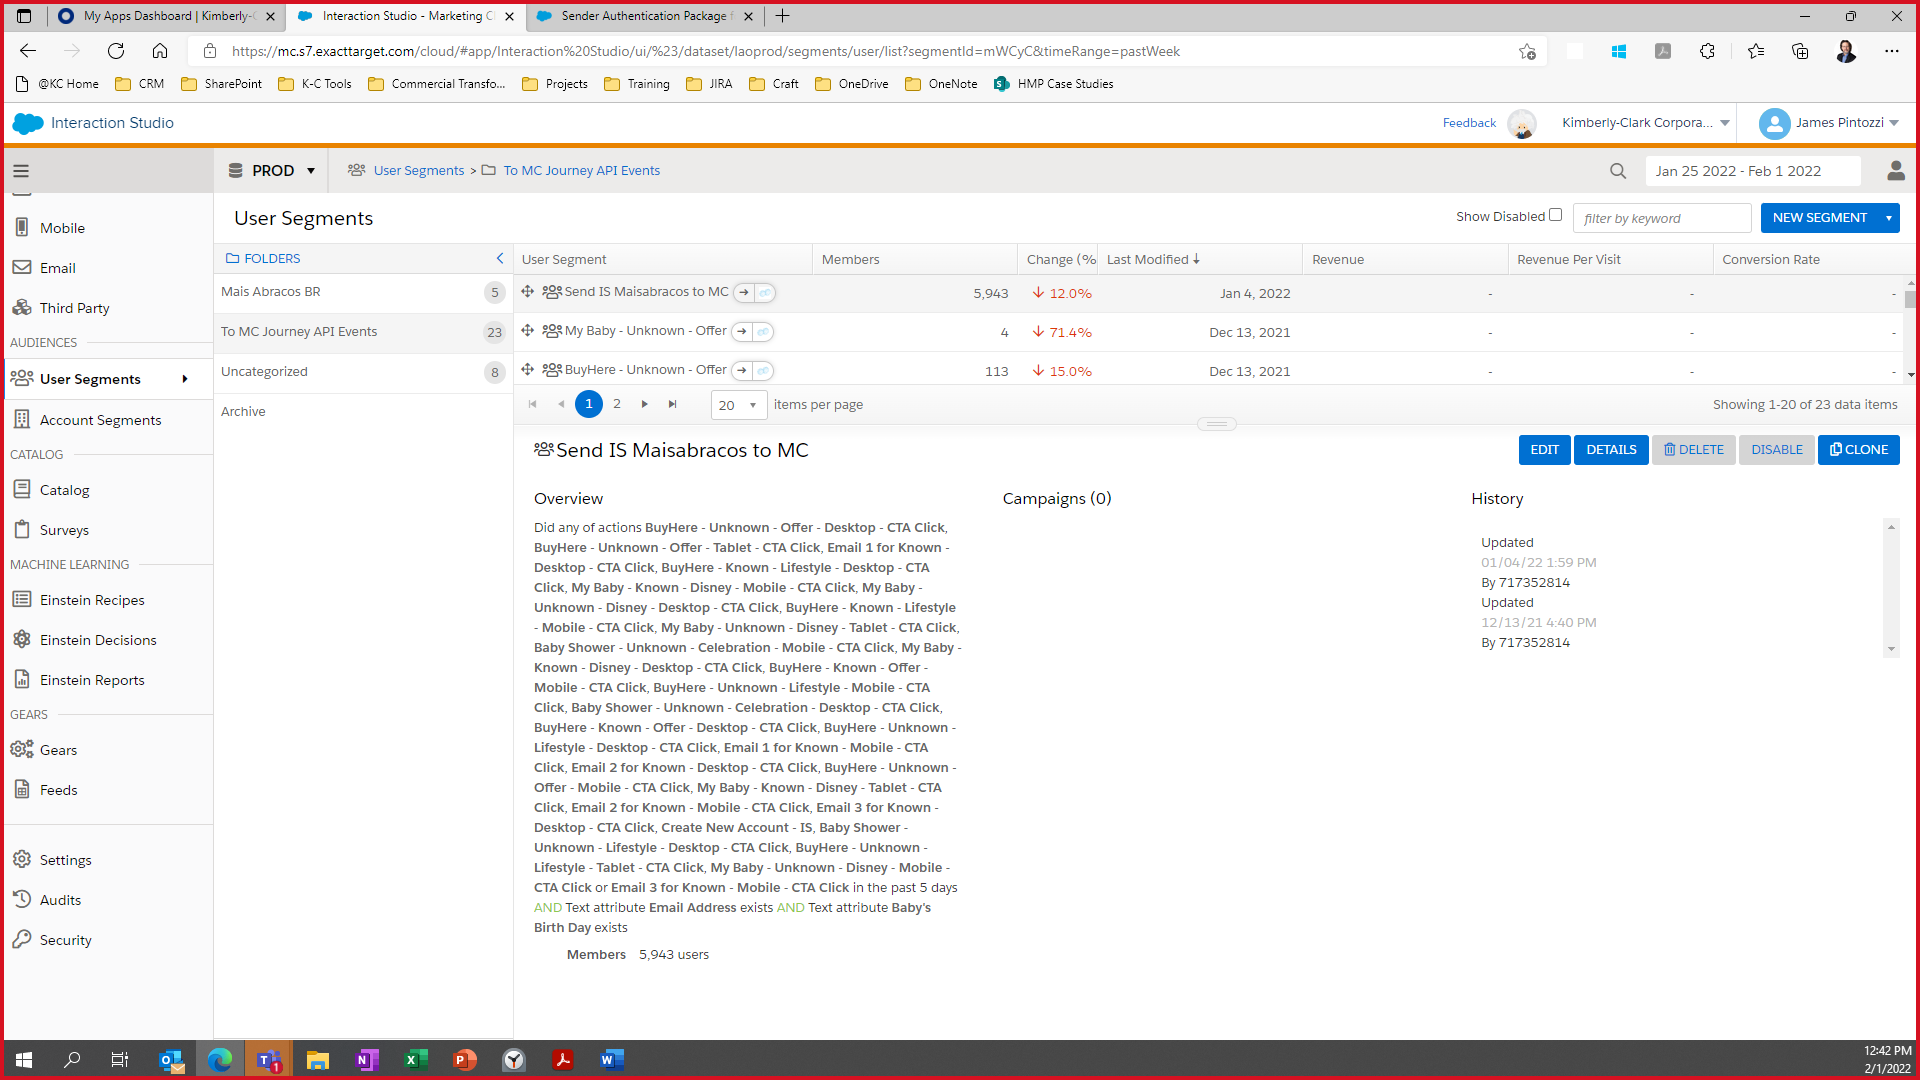 My Apps Dashboard | Kimberly-C
Interaction Studio - Marketing Cl
Sender Authentication Package f
https://mc.s7.exacttarget.com/cloud/#app/Interaction%20Studio/ui/%23/dataset/laoprod/segments/user/list?segmentId=mWCyC&timeRange=pastWeek
@KC Home CRM SharePoint K-C Tools Commercial Transfo... Projects Training JIRA Craft OneDrive OneNote HMP Case Studies
Interaction Studio
Feedback
Kimberly-Clark Corpora...
James Pintozzi
PROD
User Segments > To MC Journey API Events
Jan 25 2022 - Feb 1 2022
Mobile
Email
Third Party
AUDIENCES
User Segments
Account Segments
CATALOG
Catalog
Surveys
MACHINE LEARNING
Einstein Recipes
Einstein Decisions
Einstein Reports
GEARS
Gears
Feeds
Settings
Audits
Security
User Segments
Show Disabled
filter by keyword
NEW SEGMENT
FOLDERS
Mais Abracos BR 5
To MC Journey API Events 23
Uncategorized 8
Archive
User Segment Members Change (% Last Modified Revenue Revenue Per Visit Conversion Rate
Send IS Maisabracos to MC 5,943 12.0% Jan 4, 2022 - - -
My Baby - Unknown - Offer 4 71.4% Dec 13, 2021 - - -
BuyHere - Unknown - Offer 113 15.0% Dec 13, 2021 - - -
1 2 20 items per page
Showing 1-20 of 23 data items
Send IS Maisabracos to MC
EDIT DETAILS DELETE DISABLE CLONE
Overview
Did any of actions BuyHere - Unknown - Offer - Desktop - CTA Click,
BuyHere - Unknown - Offer - Tablet - CTA Click, Email 1 for Known -
Desktop - CTA Click, BuyHere - Known - Lifestyle - Desktop - CTA
Click, My Baby - Known - Disney - Mobile - CTA Click, My Baby -
Unknown - Disney - Desktop - CTA Click, BuyHere - Known - Lifestyle
- Mobile - CTA Click, My Baby - Unknown - Disney - Tablet - CTA Click,
Baby Shower - Unknown - Celebration - Mobile - CTA Click, My Baby -
Known - Disney - Desktop - CTA Click, BuyHere - Known - Offer -
Mobile - CTA Click, BuyHere - Unknown - Lifestyle - Mobile - CTA
Click, Baby Shower - Unknown - Celebration - Desktop - CTA Click,
BuyHere - Known - Offer - Desktop - CTA Click, BuyHere - Unknown -
Lifestyle - Desktop - CTA Click, Email 1 for Known - Mobile - CTA
Click, Email 2 for Known - Desktop - CTA Click, BuyHere - Unknown -
Offer - Mobile - CTA Click, My Baby - Known - Disney - Tablet - CTA
Click, Email 2 for Known - Mobile - CTA Click, Email 3 for Known -
Desktop - CTA Click, Create New Account - IS, Baby Shower -
Unknown - Lifestyle - Desktop - CTA Click, BuyHere - Unknown -
Lifestyle - Tablet - CTA Click, My Baby - Unknown - Disney - Mobile -
CTA Click or Email 3 for Known - Mobile - CTA Click in the past 5 days
AND Text attribute Email Address exists AND Text attribute Baby's
Birth Day exists
Members 5,943 users
Campaigns (0)
History
Updated
01/04/22 1:59 PM
By 717352814
Updated
12/13/21 4:40 PM
By 717352814
12:42 PM
2/1/2022